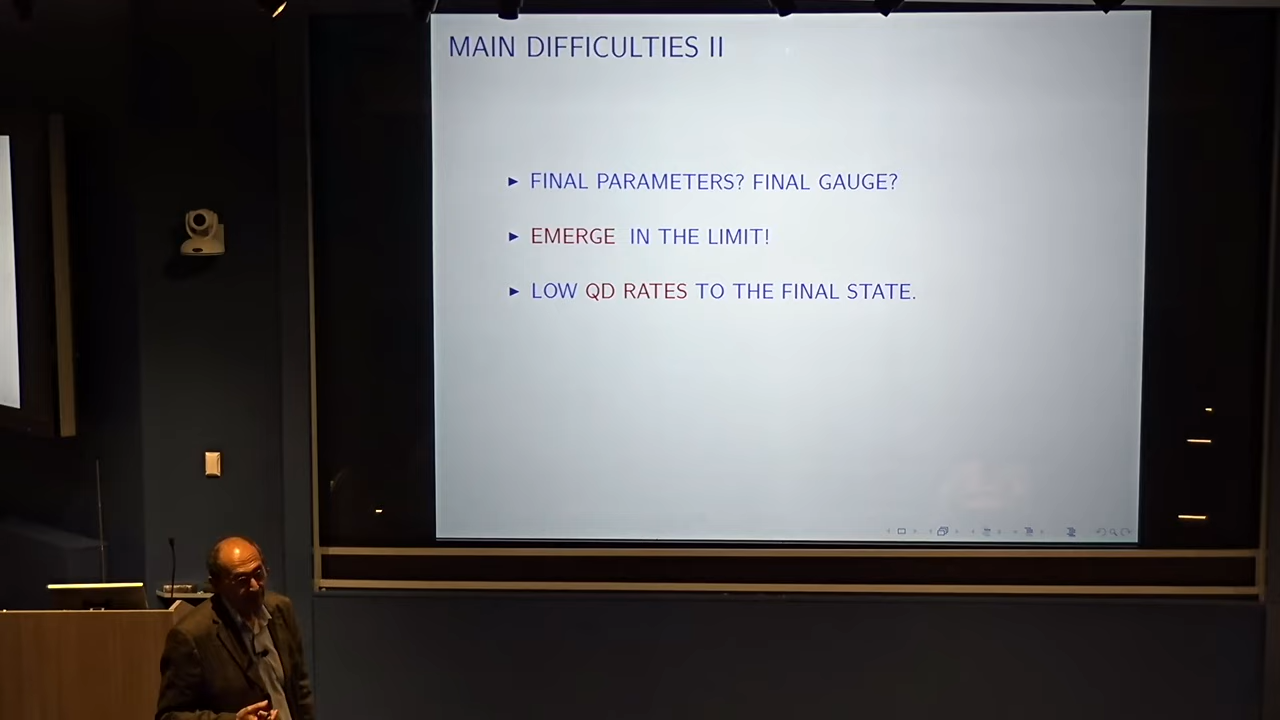 MAIN DIFFICULTIES II
► FINAL PARAMETERS? FINAL GAUGE?
► EMERGE IN THE LIMIT!
► LOW QD RATES TO THE FINAL STATE.